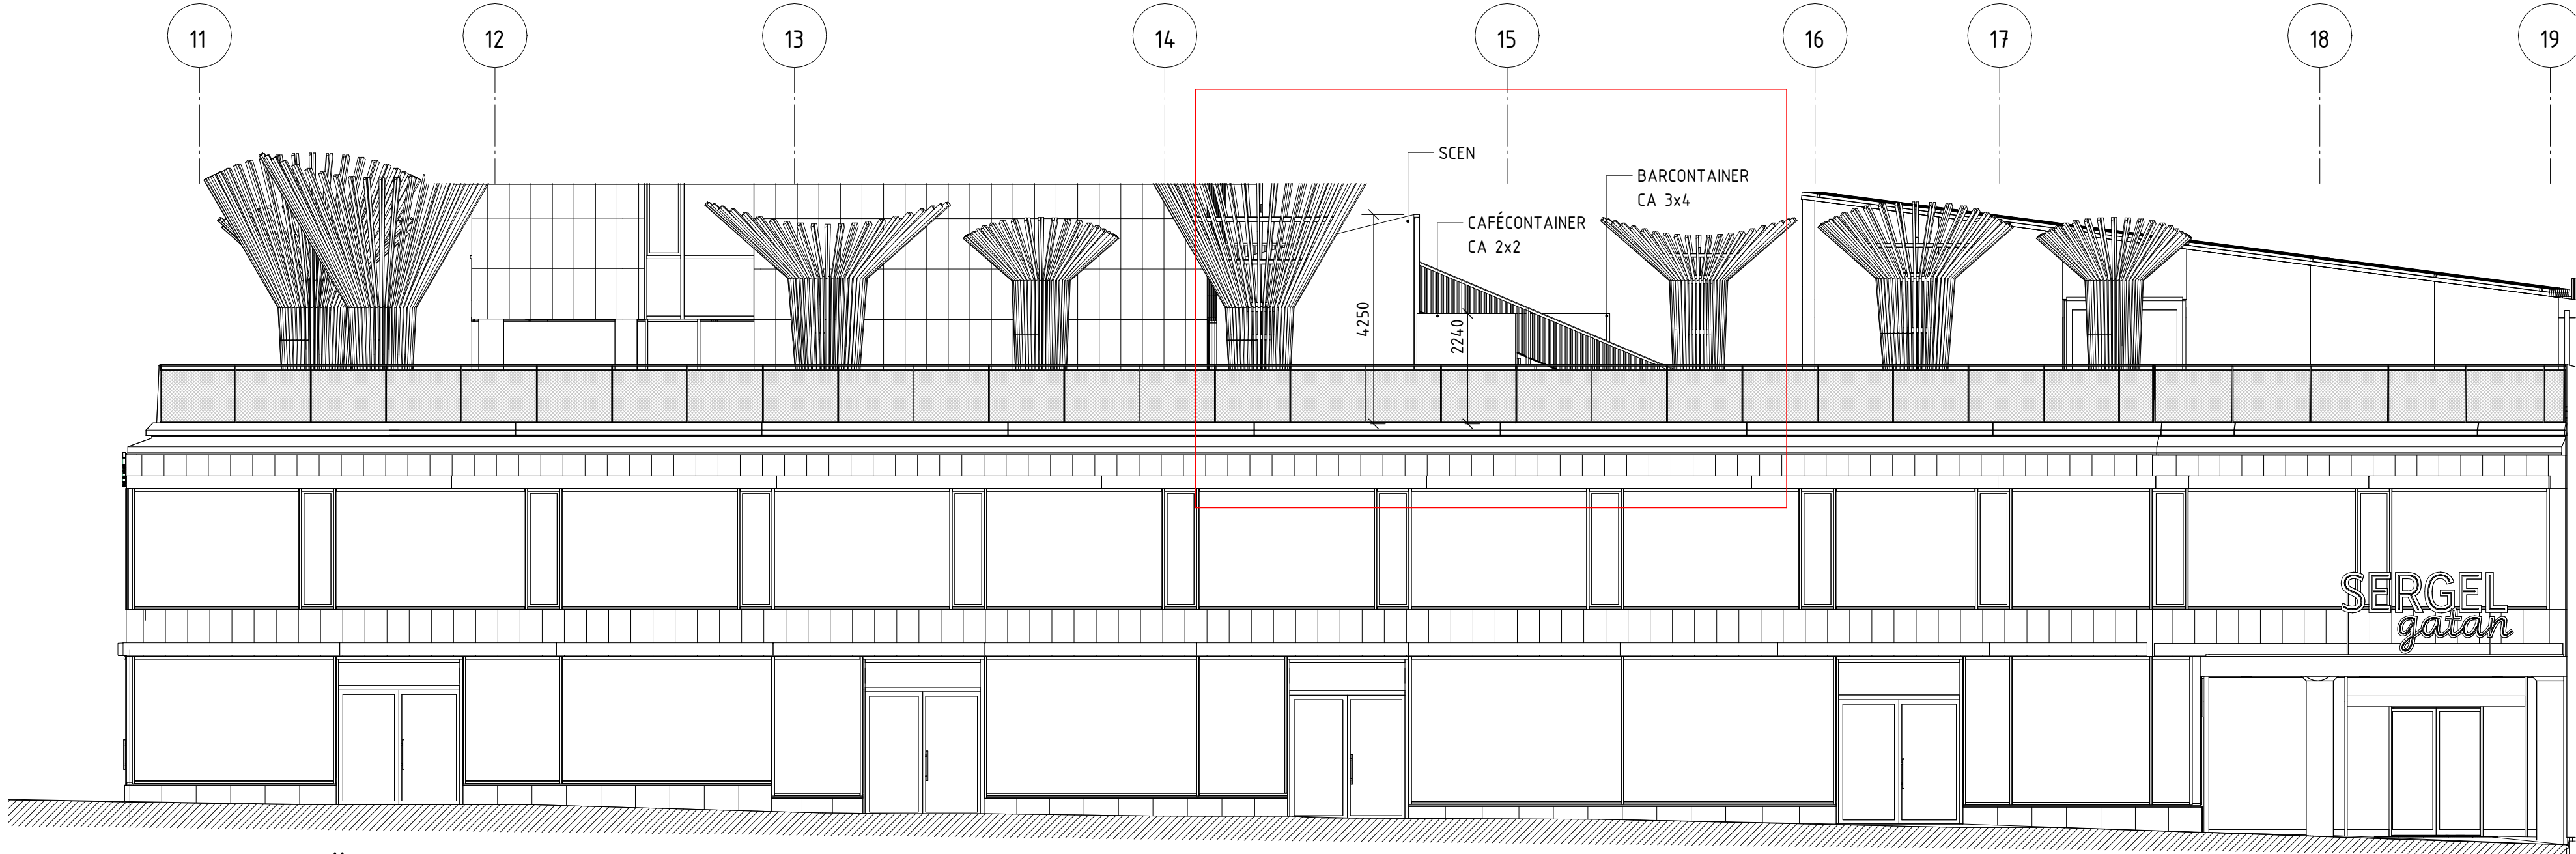 11
12
13
14
15
16
17
18
19
SCEN
BARCONTAINER
CA 3x4
CAFÉCONTAINER
CA 2x2
4250
2240
SERGEL
gatan